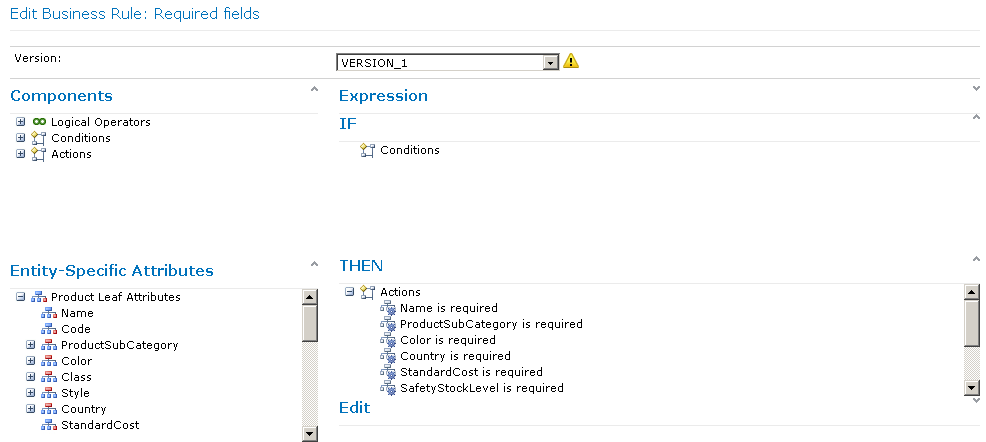 Edit Business Rule: Required fields
Version:
VERSION_1
Components
Logical Operators
Conditions
Actions
Expression
IF
Conditions
Entity-Specific Attributes
Product Leaf Attributes
Name
Code
ProductSubCategory
Color
Class
Style
Country
StandardCost
THEN
Actions
Name is required
ProductSubCategory is required
Color is required
Country is required
StandardCost is required
SafetyStockLevel is required
Edit